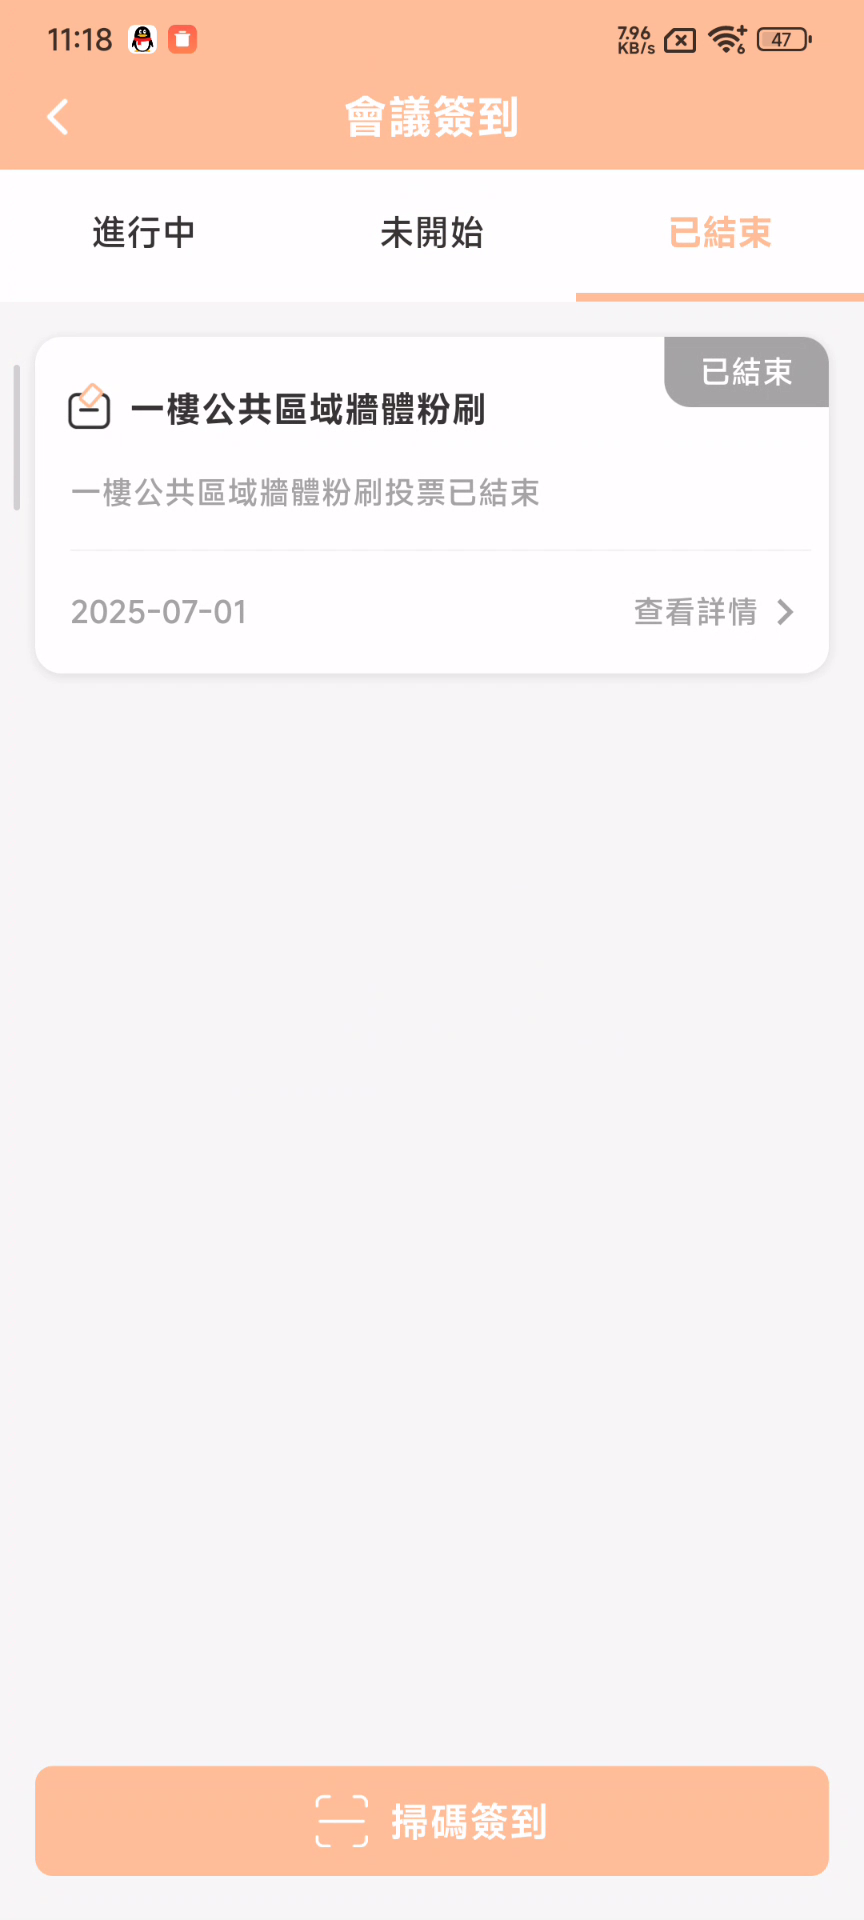 11:18
7.96 KB/s
6
47
會議簽到
進行中
未開始
已結束
已結束
一樓公共區域牆體粉刷
一樓公共區域牆體粉刷投票已結束
2025-07-01
查看詳情
掃碼簽到